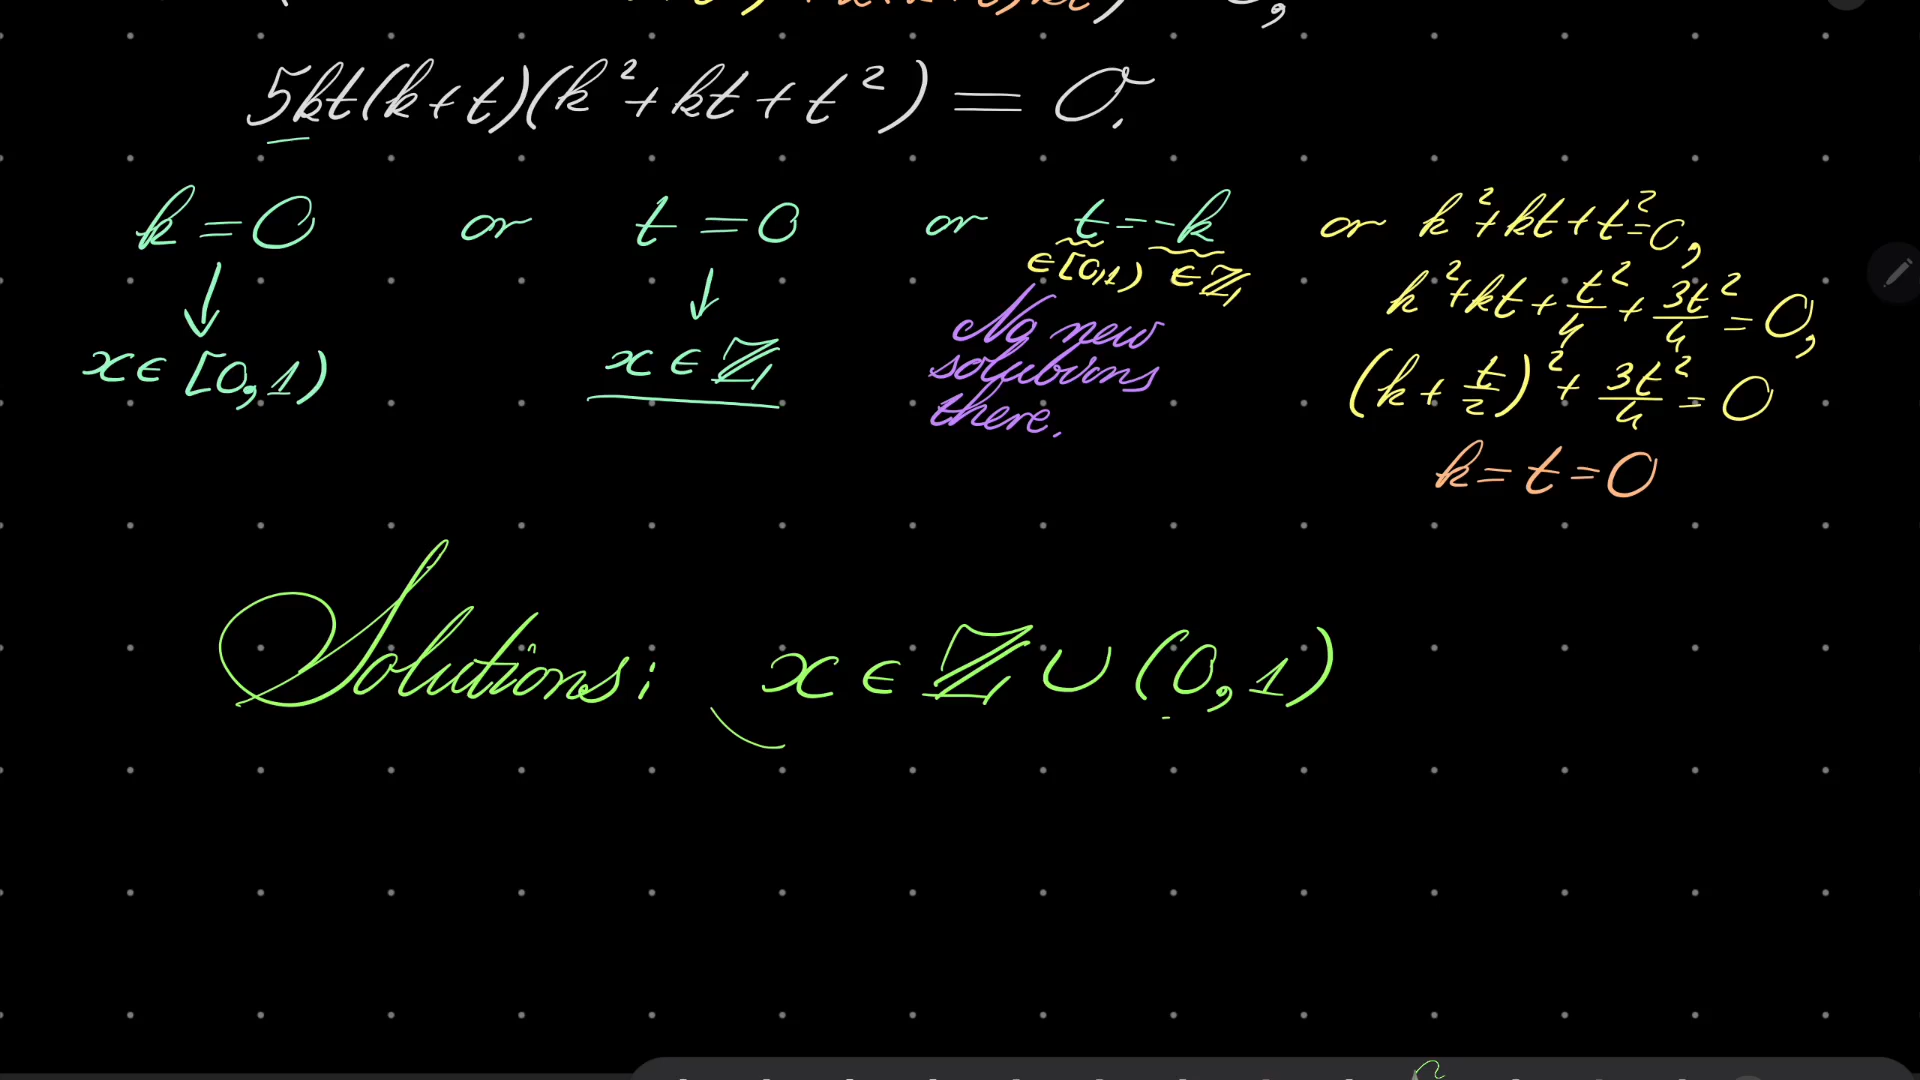 5kt(k+t)(k²+kt+t²)=0.
k=0 or t=0 or t=-k or k²+kt+t²=0,
∈[0,1) ∈ℤ
k²+kt+t²/4+3t²/4=0,
x∈[0,1) x∈ℤ No new
solutions
there.
(k+t/2)²+3t²/4=0
k=t=0
Solutions: x∈ℤ∪(0,1)